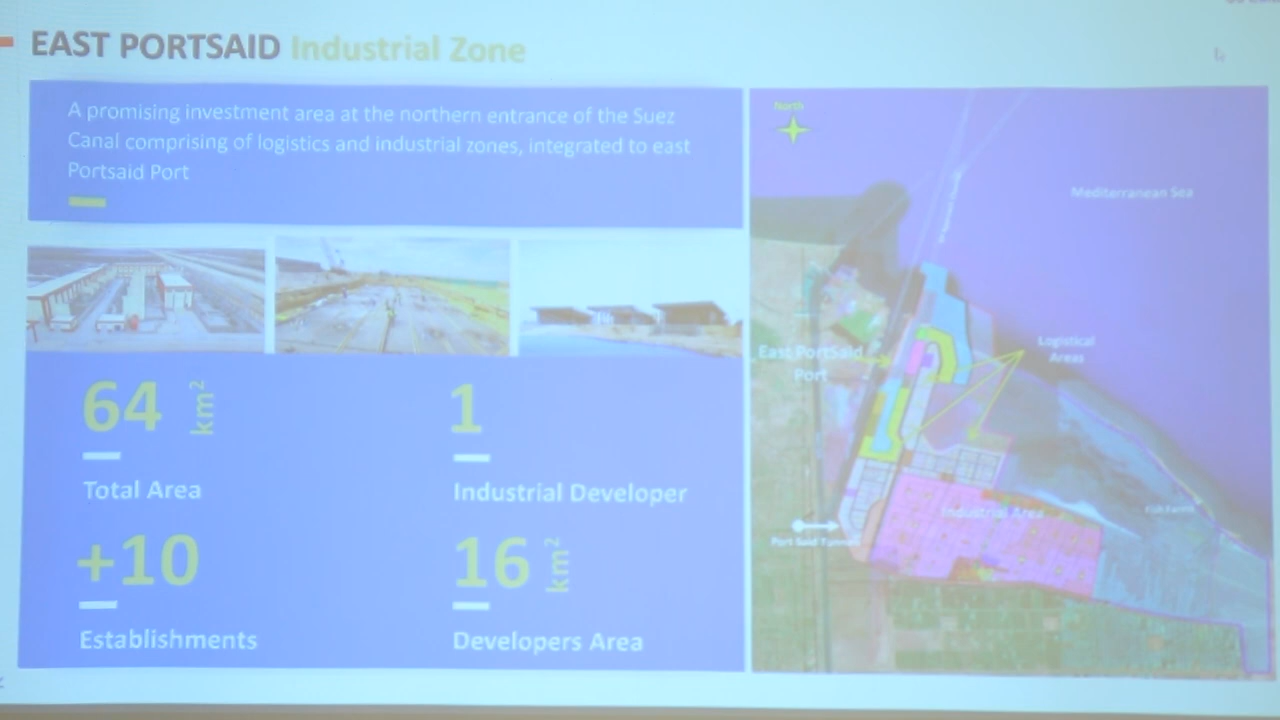 EAST PORTSAID Industrial Zone
A promising investment area at the northern entrance of the Suez
Canal comprising of logistics and industrial zones, integrated to east
Portsaid Port
64 km²
Total Area
1
Industrial Developer
+10
Establishments
16 km²
Developers Area
North
Mediterranean Sea
Logistical
Areas
East PortSaid
Port
Industrial Area
Fish Farms
Port Said Tunnel